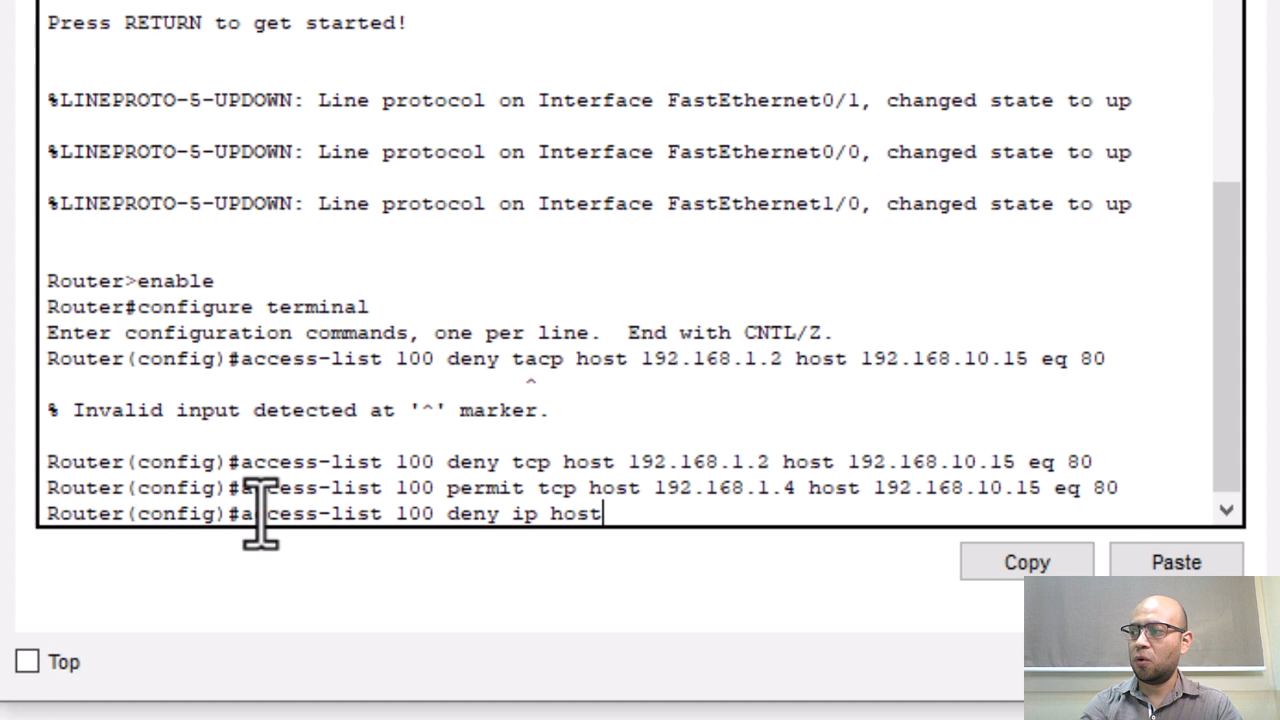 Press RETURN to get started!
%LINEPROTO-5-UPDOWN: Line protocol on Interface FastEthernet0/1, changed state to up
%LINEPROTO-5-UPDOWN: Line protocol on Interface FastEthernet0/0, changed state to up
%LINEPROTO-5-UPDOWN: Line protocol on Interface FastEthernet1/0, changed state to up
Router>enable
Router#configure terminal
Enter configuration commands, one per line.  End with CNTL/Z.
Router(config)#access-list 100 deny tacp host 192.168.1.2 host 192.168.10.15 eq 80
^
% Invalid input detected at '^' marker.
Router(config)#access-list 100 deny tcp host 192.168.1.2 host 192.168.10.15 eq 80
Router(config)#access-list 100 permit tcp host 192.168.1.4 host 192.168.10.15 eq 80
Router(config)#access-list 100 deny ip host
Copy Paste
Top